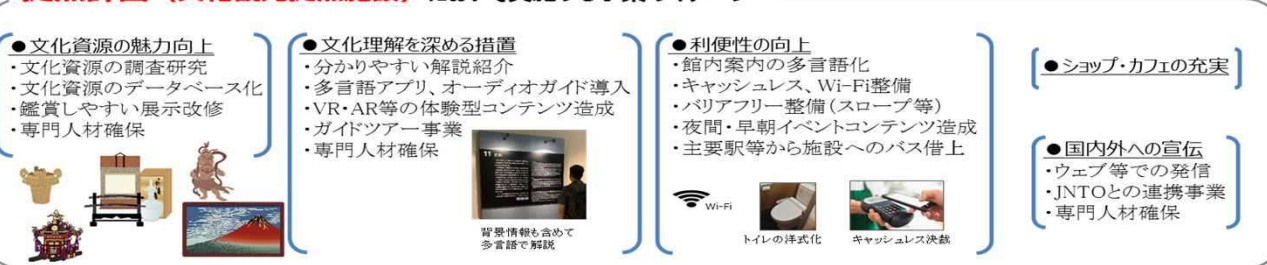 ●文化資源の魅力向上
・文化資源の調査研究
・文化資源のデータベース化
・鑑賞しやすい展示改修
・専門人材確保
●文化理解を深める措置
・分かりやすい解説紹介
・多言語アプリ、オーディオガイド導入
・VR・AR等の体験型コンテンツ造成
・ガイドツアー事業
・専門人材確保
11
背景情報も含めて
多言語で解説
●利便性の向上
・館内案内の多言語化
・キャッシュレス、Wi-Fi整備
・バリアフリー整備(スロープ等)
・夜間・早朝イベントコンテンツ造成
・主要駅等から施設へのバス借上
Wi-Fi
トイレの洋式化
キャッシュレス決裁
●ショップ・カフェの充実
●国内外への宣伝
・ウェブ等での発信
・JNTOとの連携事業
・専門人材確保